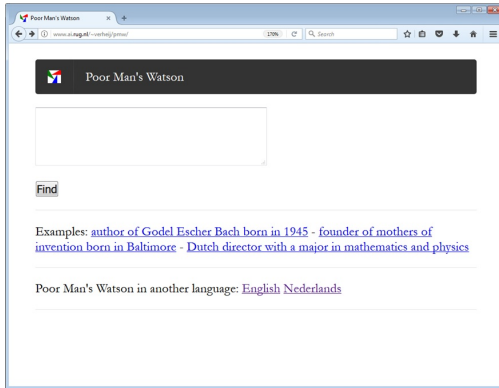 Poor Man's Watson
www.ai.rug.nl/~verheij/pmw/
170%
Search
Poor Man's Watson
Find
Examples: author of Godel Escher Bach born in 1945 - founder of mothers of
invention born in Baltimore - Dutch director with a major in mathematics and physics
Poor Man's Watson in another language: English Nederlands